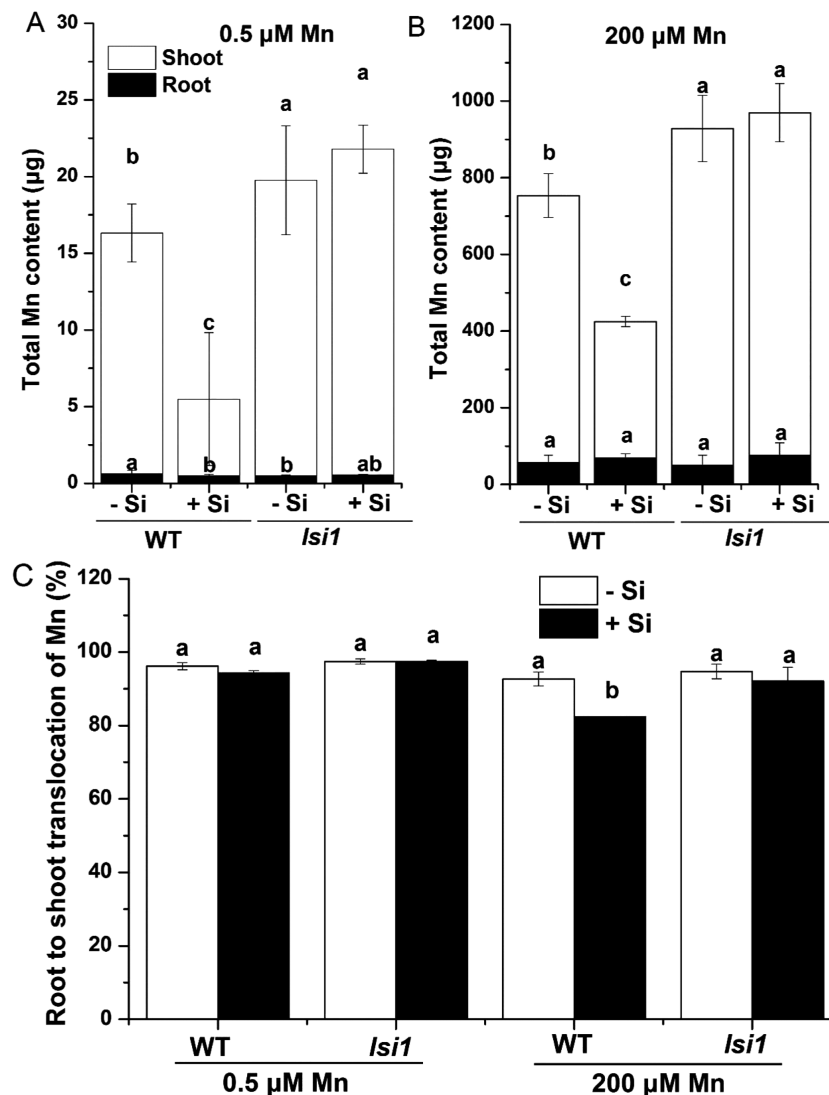 A
0.5 µM Mn
Shoot
Root
Total Mn content (µg)
30
25
20
15
10
5
0
b
c
a
a
a
b
b
ab
- Si
+ Si
- Si
+ Si
WT
lsi1
B
200 µM Mn
Total Mn content (µg)
1200
1000
800
600
400
200
0
b
c
a
a
a
a
a
a
- Si
+ Si
- Si
+ Si
WT
lsi1
C
- Si
+ Si
Root to shoot translocation of Mn (%)
120
100
80
60
40
20
0
a
a
a
a
a
b
a
a
WT
lsi1
WT
lsi1
0.5 µM Mn
200 µM Mn